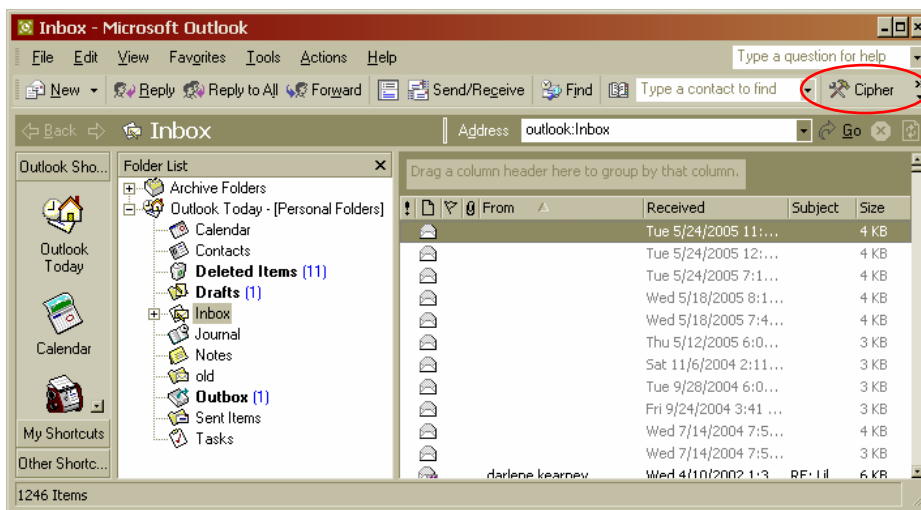 Inbox - Microsoft Outlook
File Edit View Favorites Tools Actions Help Type a question for help
New Reply Reply to All Forward Send/Receive Find Type a contact to find Cipher
Back Inbox Address outlook:Inbox Go
Outlook Sho... Folder List
Drag a column header here to group by that column.
Archive Folders
Outlook Today - [Personal Folders] ! From Received Subject Size
Calendar Tue 5/24/2005 11:... 4 KB
Outlook Today
Contacts Tue 5/24/2005 12:... 4 KB
Deleted Items (11) Tue 5/24/2005 7:1... 4 KB
Drafts (1) Wed 5/18/2005 8:1... 4 KB
Inbox Wed 5/18/2005 7:4... 4 KB
Journal Thu 5/12/2005 6:0... 3 KB
Calendar
Notes Sat 11/6/2004 2:11... 3 KB
old Tue 9/28/2004 6:0... 3 KB
Outbox (1) Fri 9/24/2004 3:41 ... 3 KB
Sent Items Wed 7/14/2004 7:5... 4 KB
My Shortcuts
Tasks Wed 7/14/2004 7:5... 3 KB
Other Shortc... darlene kearney Wed 4/10/2002 1:3 RE: Lil 6 KB
1246 Items